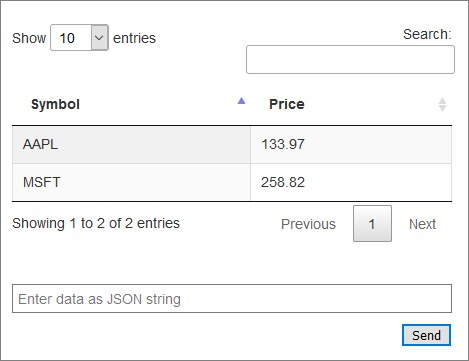 Show 10 entries
Search:
Symbol Price
AAPL 133.97
MSFT 258.82
Showing 1 to 2 of 2 entries Previous 1 Next
Enter data as JSON string
Send